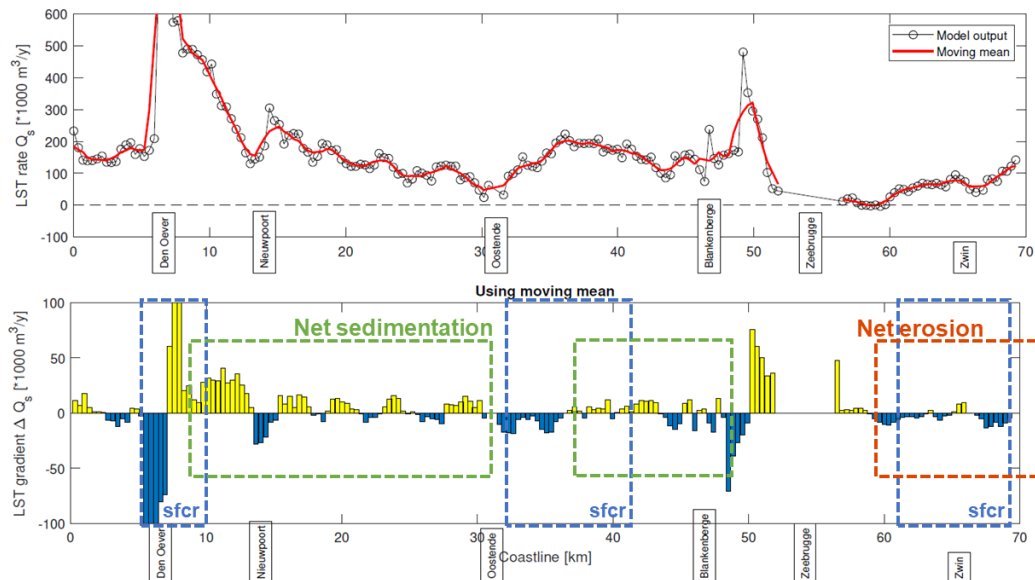 600
500
400
300
200
100
0
-100
LST rate Q_s [*1000 m³/y]
Model output
Moving mean
0
10
20
30
40
50
60
70
Den Oever
Nieuwpoort
Oostende
Blankenberge
Zeebrugge
Zwin
Using moving mean
100
50
0
-50
-100
LST gradient Δ Q_s [*1000 m³/y]
Net sedimentation
Net erosion
sfcr
sfcr
sfcr
0
10
20
30
40
50
60
70
Coastline [km]
Den Oever
Nieuwpoort
Oostende
Blankenberge
Zeebrugge
Zwin